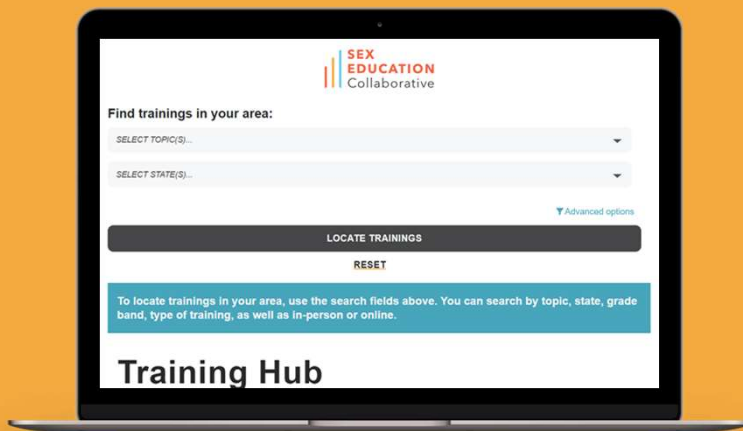 SEX
EDUCATION
Collaborative
Find trainings in your area:
SELECT TOPIC(S)...
SELECT STATE(S)...
Advanced options
LOCATE TRAININGS
RESET
To locate trainings in your area, use the search fields above. You can search by topic, state, grade
band, type of training, as well as in-person or online.
Training Hub